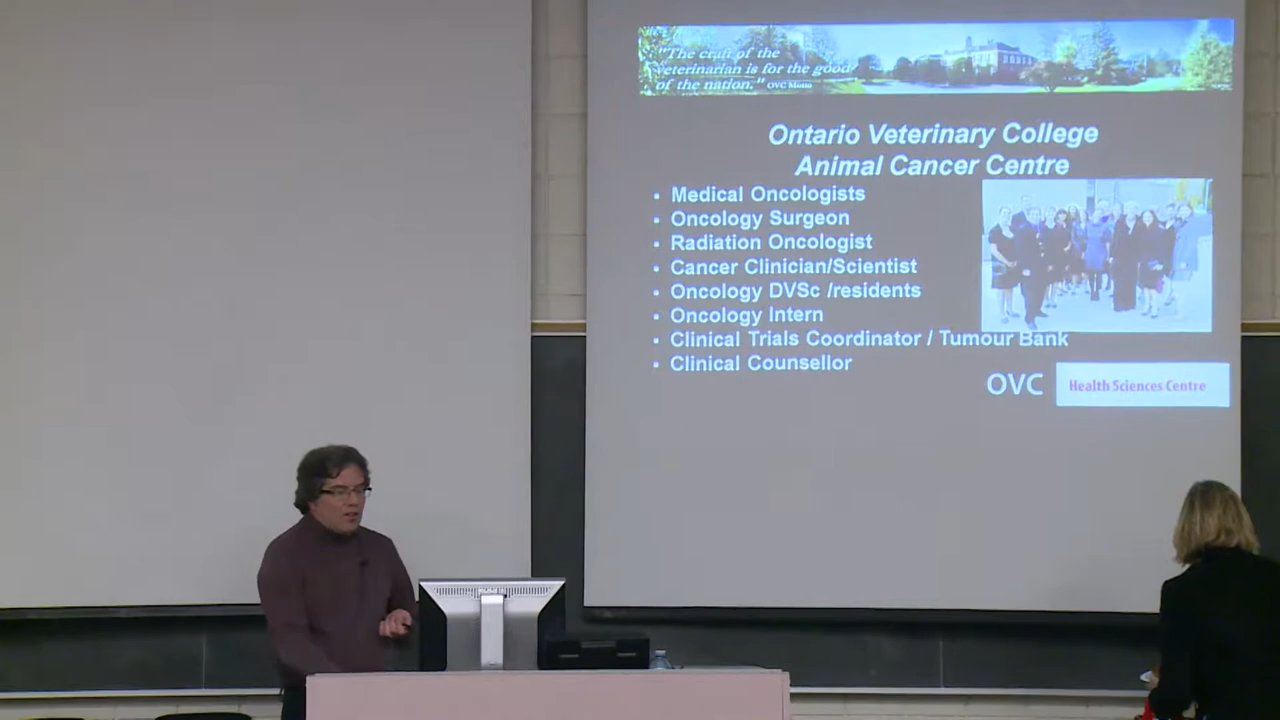 "The craft of the
veterinarian is for the good
of the nation." OVC Motto
Ontario Veterinary College
Animal Cancer Centre
▪ Medical Oncologists
▪ Oncology Surgeon
▪ Radiation Oncologist
▪ Cancer Clinician/Scientist
▪ Oncology DVSc /residents
▪ Oncology Intern
▪ Clinical Trials Coordinator / Tumour Bank
▪ Clinical Counsellor
OVC Health Sciences Centre